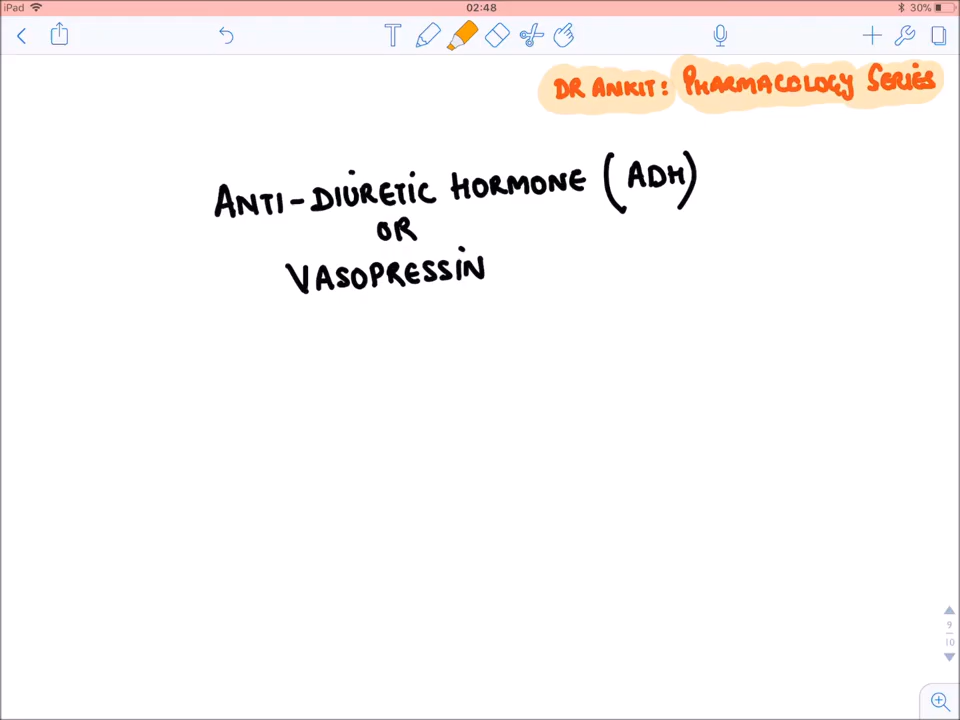 iPad 02:48 30%
DR ANKIT: PHARMACOLOGY SERIES
ANTI-DIURETIC HORMONE (ADH)
OR
VASOPRESSIN
9
10